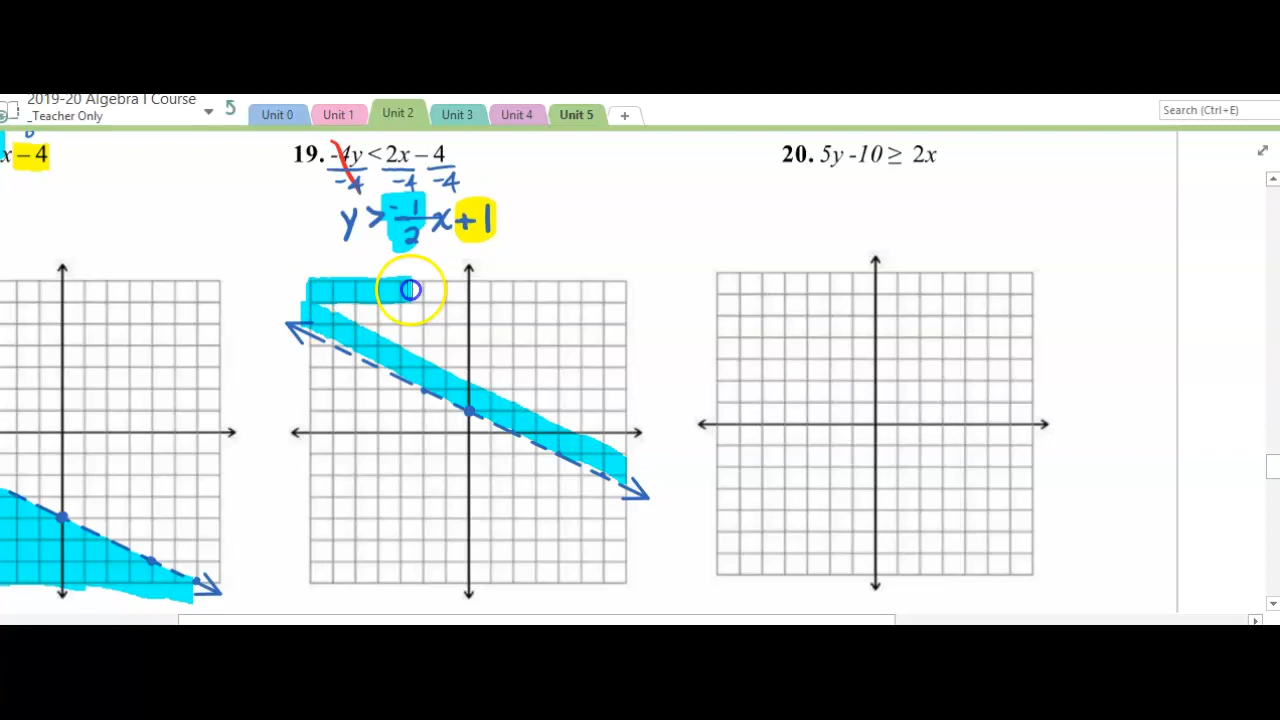 2019-20 Algebra I Course
_Teacher Only
Unit 0
Unit 1
Unit 2
Unit 3
Unit 4
Unit 5
+
Search (Ctrl+E)
x – 4
19. -4y < 2x – 4
-4 -4 -4
y > -1/2 x + 1
20. 5y -10 ≥ 2x